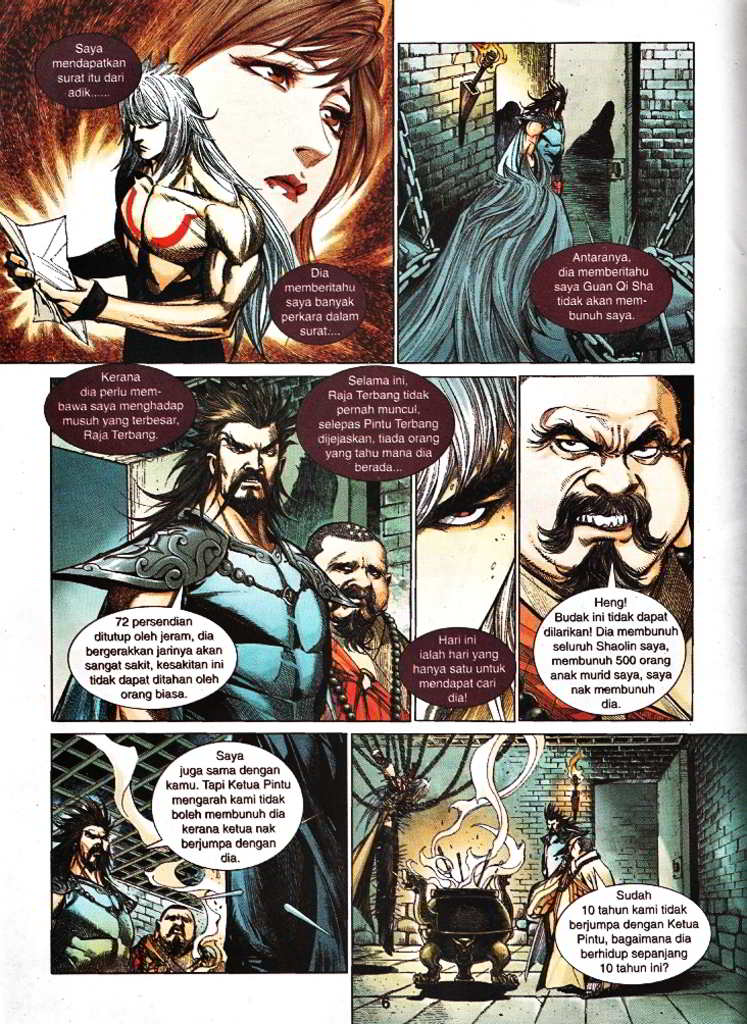 Saya
mendapatkan
surat itu dari
adik......
Dia
memberitahu
saya banyak
perkara dalam
surat....
Antaranya,
dia memberitahu
saya Guan Qi Sha
tidak akan mem-
bunuh saya.
Kerana
dia perlu mem-
bawa saya menghadap
musuh yang terbesar,
Raja Terbang.
Selama ini,
Raja Terbang tidak
pernah muncul,
selepas Pintu Terbang
dijejaskan, tiada orang
yang tahu mana dia
berada...
72 persendian
ditutup oleh jeram, dia
bergerakkan jarinya akan
sangat sakit, kesakitan ini
tidak dapat ditahan oleh
orang biasa.
Hari ini
ialah hari yang
hanya satu untuk
mendapat cari
dia!
Heng!
Budak ini tidak dapat
dilarikan! Dia membunuh
seluruh Shaolin saya,
membunuh 500 orang
anak murid saya, saya
nak membunuh
dia.
Saya
juga sama dengan
kamu. Tapi Ketua Pintu
mengarah kami tidak
boleh membunuh dia
kerana ketua nak
berjumpa dengan
dia.
Sudah
10 tahun kami tidak
berjumpa dengan Ketua
Pintu, bagaimana dia
berhidup sepanjang
10 tahun ini?
6